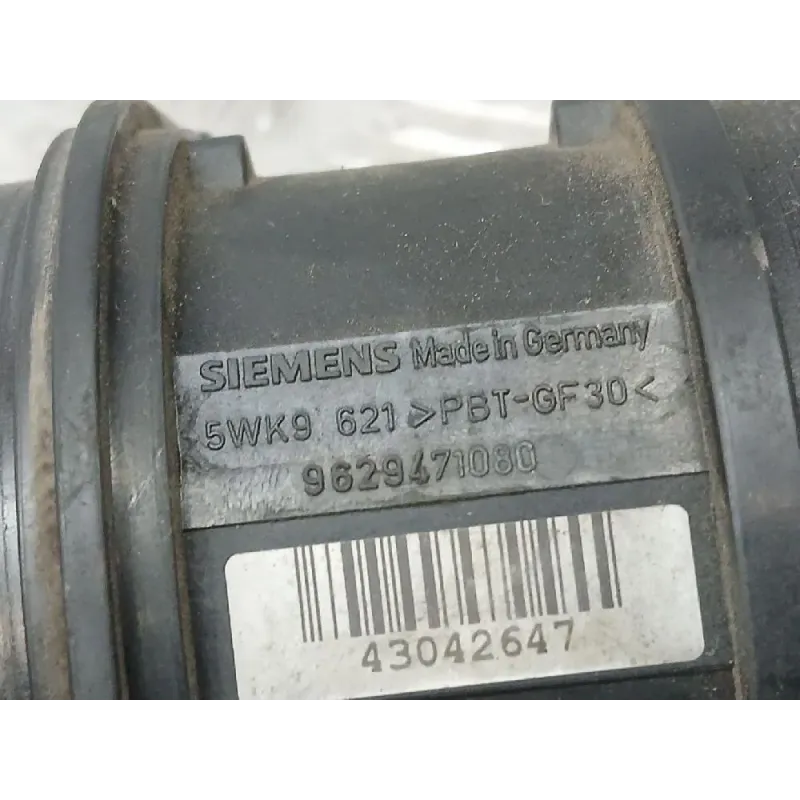 SIEMENS Made in Germany
5WK9 621 >PBT-GF30<
9629471080
43042647